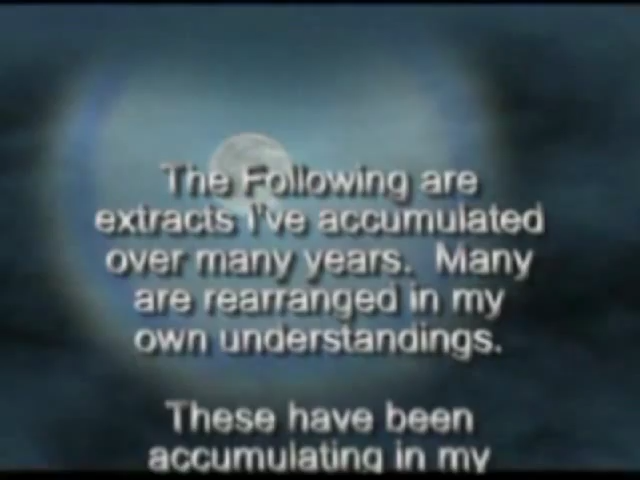 The Following are
extracts I've accumulated
over many years. Many
are rearranged in my
own understandings.
These have been
accumulating in my